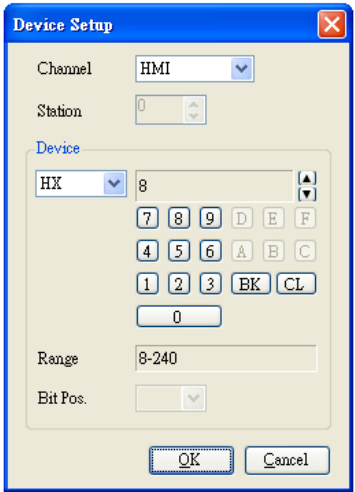 Device Setup
Channel HMI
Station 0
Device
HX 8
7 8 9 D E F
4 5 6 A B C
1 2 3 BK CL
0
Range 8-240
Bit Pos.
OK Cancel